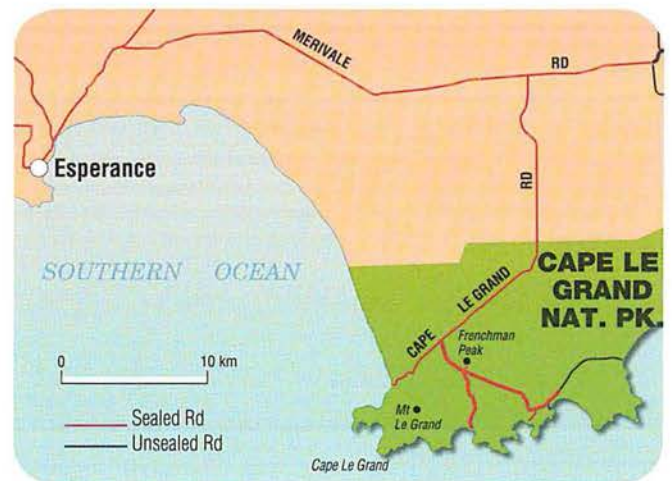 MERIVALE
RD
Esperance
RD
SOUTHERN OCEAN
CAPE LE
GRAND
NAT. PK.
CAPE LE GRAND
Frenchman
Peak
0 10 km
Mt
Le Grand
Sealed Rd
Unsealed Rd
Cape Le Grand